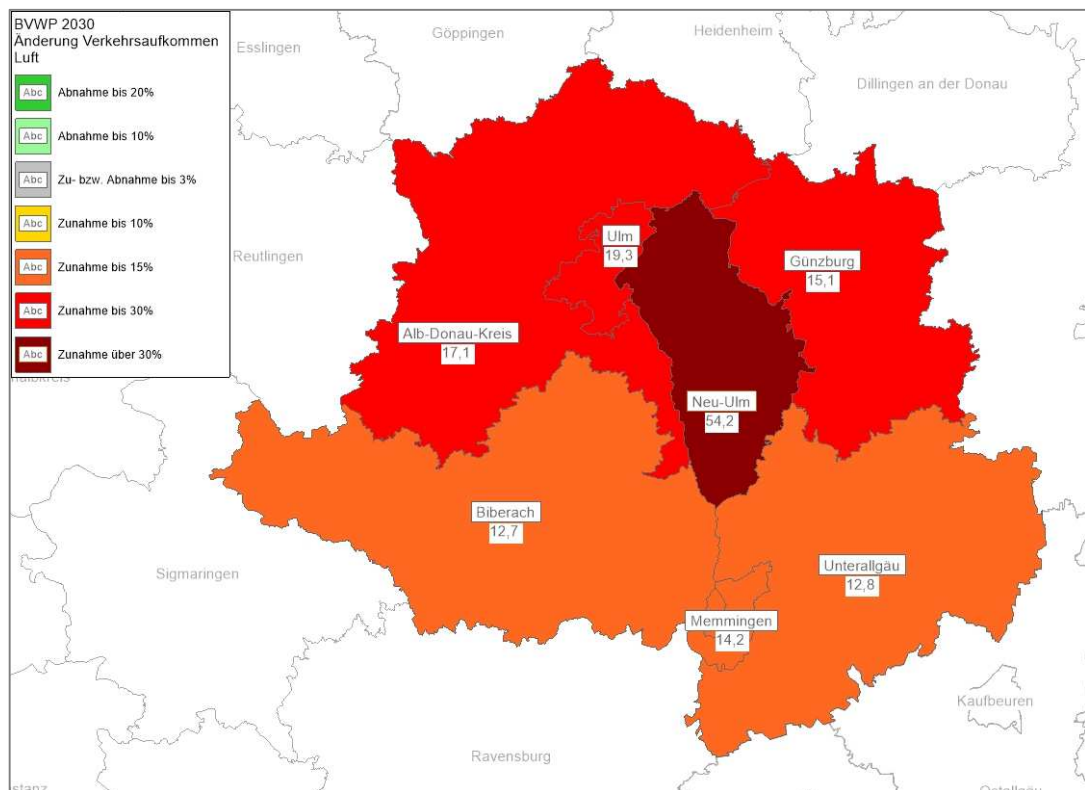 BVWP 2030
Änderung Verkehrsaufkommen
Luft
Abc Abnahme bis 20%
Abc Abnahme bis 10%
Abc Zu- bzw. Abnahme bis 3%
Abc Zunahme bis 10%
Abc Zunahme bis 15%
Abc Zunahme bis 30%
Abc Zunahme über 30%
Esslingen
Göppingen
Heidenheim
Dillingen an der Donau
Reutlingen
Ulm
19,3
Günzburg
15,1
Alb-Donau-Kreis
17,1
Neu-Ulm
54,2
Biberach
12,7
Sigmaringen
Unterallgäu
12,8
Memmingen
14,2
Kaufbeuren
Ravensburg